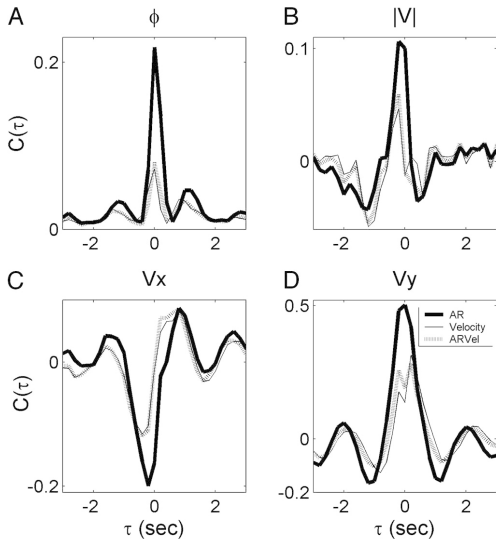 A
ϕ
0.2
0
C(τ)
-2
0
2
B
|V|
0.1
0
-2
0
2
C
Vx
0
-0.2
C(τ)
-2
0
2
τ (sec)
D
Vy
0.5
0
-0.2
AR
Velocity
ARVel
-2
0
2
τ (sec)